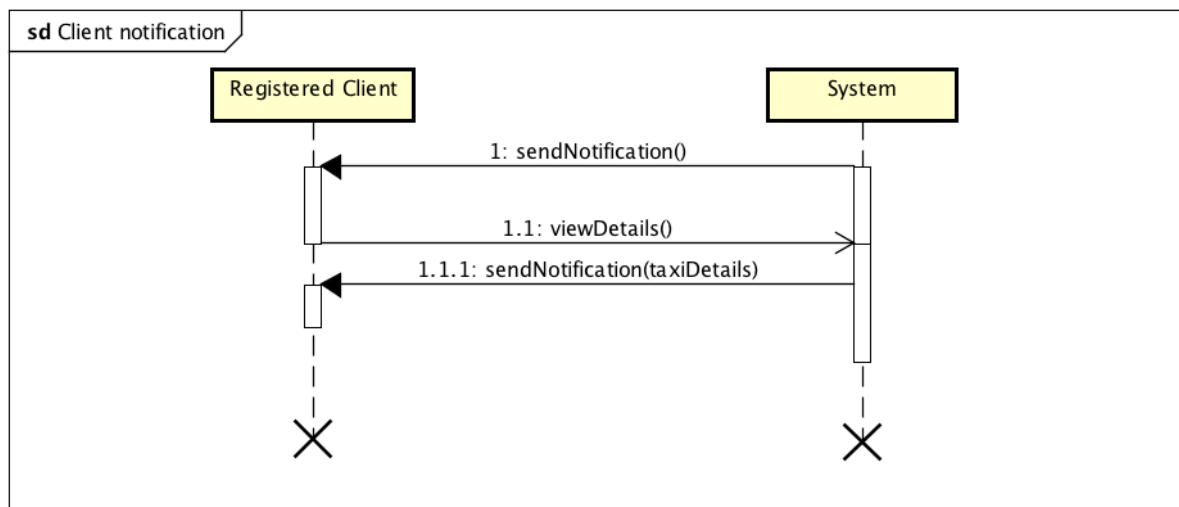 sd Client notification
Registered Client
System
1: sendNotification()
1.1: viewDetails()
1.1.1: sendNotification(taxiDetails)